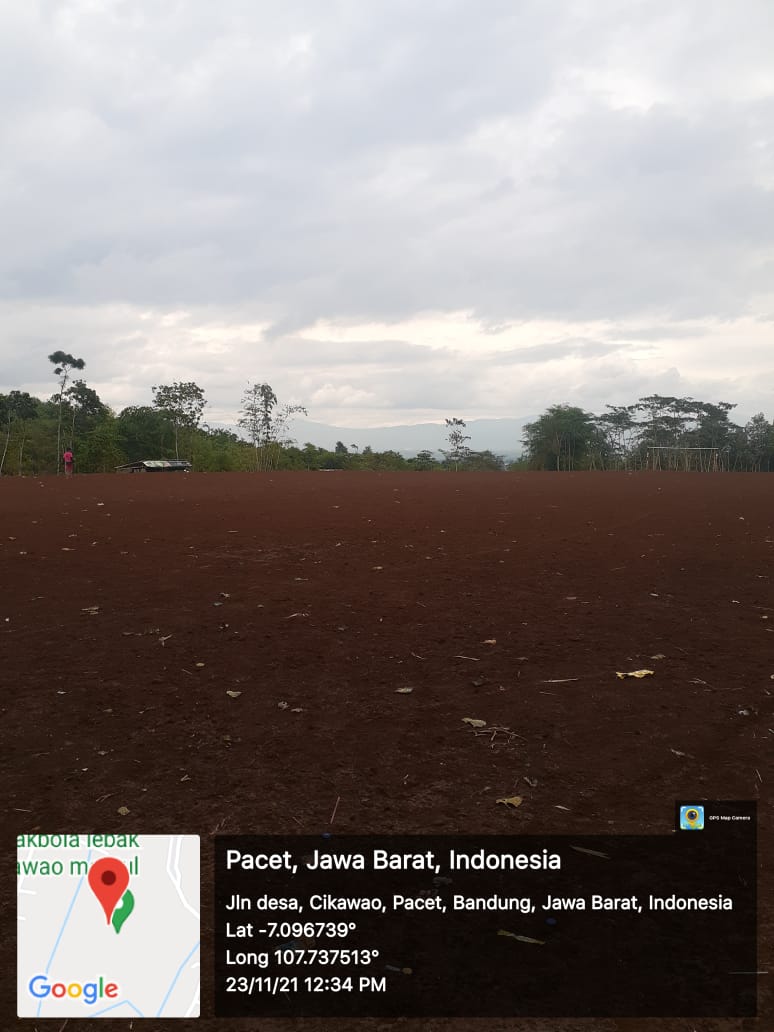 GPS Map Camera
akbola lebak
awao m
Google
Pacet, Jawa Barat, Indonesia
Jln desa, Cikawao, Pacet, Bandung, Jawa Barat, Indonesia
Lat -7.096739°
Long 107.737513°
23/11/21 12:34 PM